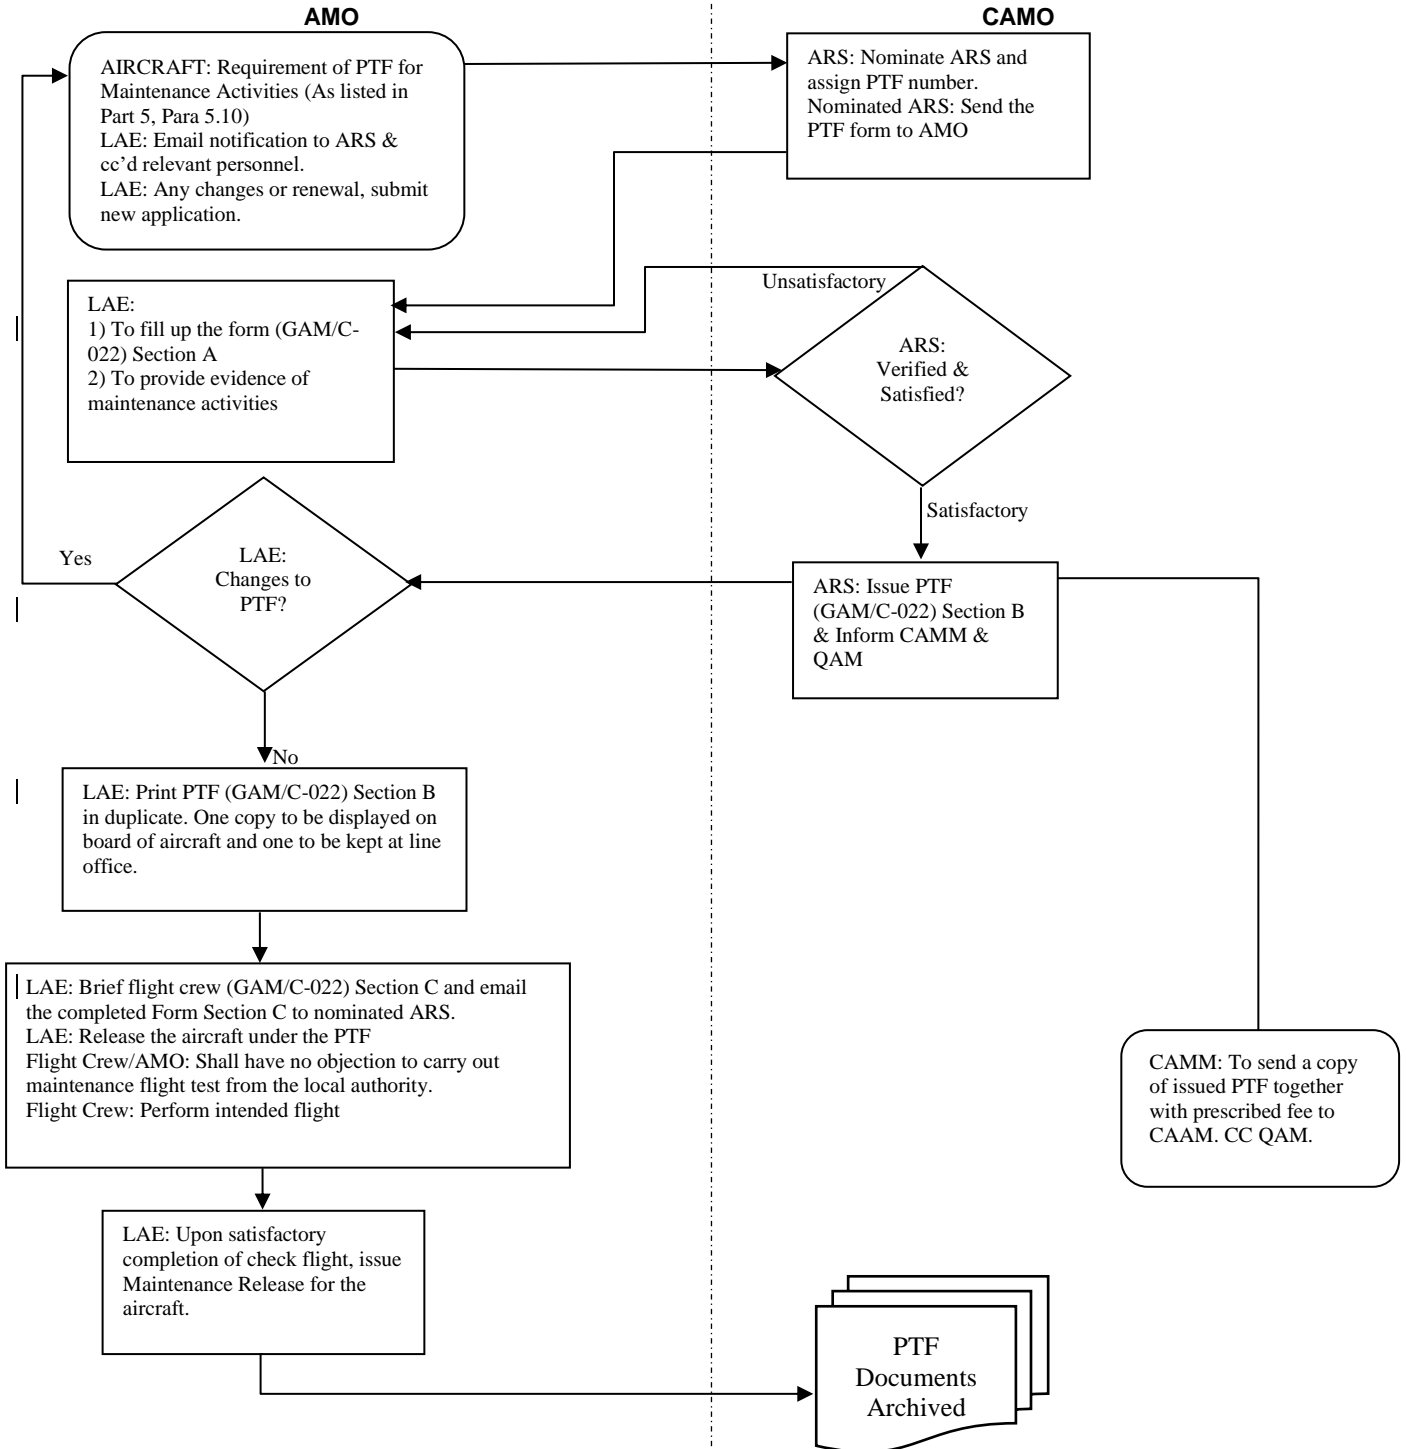 AMO
CAMO
AIRCRAFT: Requirement of PTF for
Maintenance Activities (As listed in
Part 5, Para 5.10)
LAE: Email notification to ARS &
cc’d relevant personnel.
LAE: Any changes or renewal, submit
new application.
ARS: Nominate ARS and
assign PTF number.
Nominated ARS: Send the
PTF form to AMO
LAE:
1) To fill up the form (GAM/C-
022) Section A
2) To provide evidence of
maintenance activities
Unsatisfactory
ARS:
Verified &
Satisfied?
Satisfactory
ARS: Issue PTF
(GAM/C-022) Section B
& Inform CAMM &
QAM
LAE:
Changes to
PTF?
Yes
No
LAE: Print PTF (GAM/C-022) Section B
in duplicate. One copy to be displayed on
board of aircraft and one to be kept at line
office.
LAE: Brief flight crew (GAM/C-022) Section C and email
the completed Form Section C to nominated ARS.
LAE: Release the aircraft under the PTF
Flight Crew/AMO: Shall have no objection to carry out
maintenance flight test from the local authority.
Flight Crew: Perform intended flight
CAMM: To send a copy
of issued PTF together
with prescribed fee to
CAAM. CC QAM.
LAE: Upon satisfactory
completion of check flight, issue
Maintenance Release for the
aircraft.
PTF
Documents
Archived